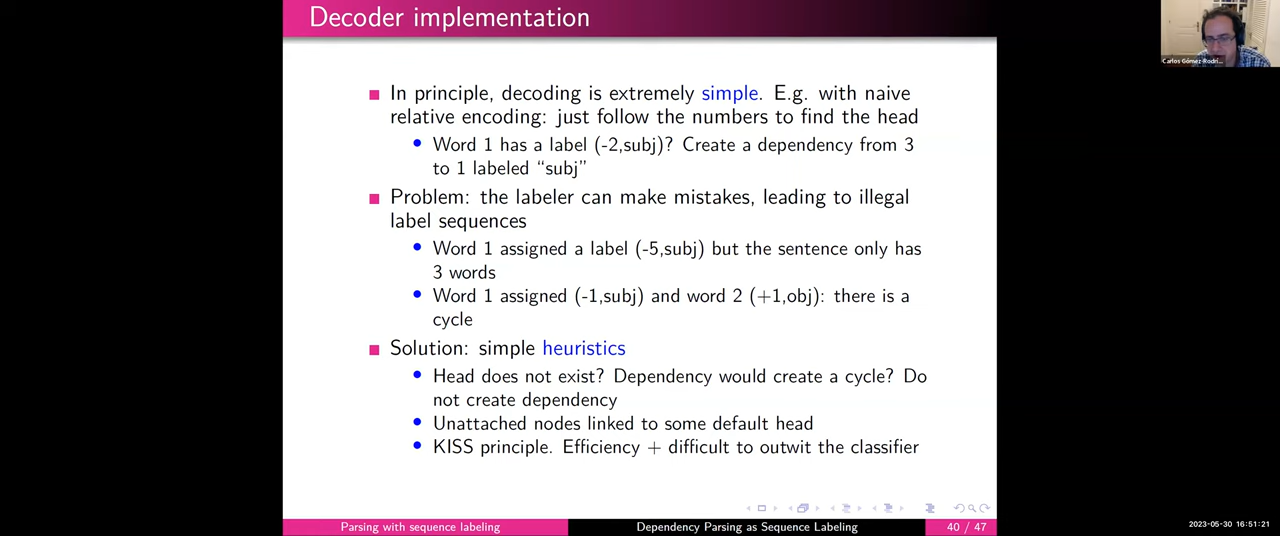 Decoder implementation
Carlos Gómez-Rodrí...
In principle, decoding is extremely simple. E.g. with naive
relative encoding: just follow the numbers to find the head
Word 1 has a label (-2,subj)? Create a dependency from 3
to 1 labeled “subj”
Problem: the labeler can make mistakes, leading to illegal
label sequences
Word 1 assigned a label (-5,subj) but the sentence only has
3 words
Word 1 assigned (-1,subj) and word 2 (+1,obj): there is a
cycle
Solution: simple heuristics
Head does not exist? Dependency would create a cycle? Do
not create dependency
Unattached nodes linked to some default head
KISS principle. Efficiency + difficult to outwit the classifier
Parsing with sequence labeling
Dependency Parsing as Sequence Labeling
40 / 47
2023-05-30 16:51:21